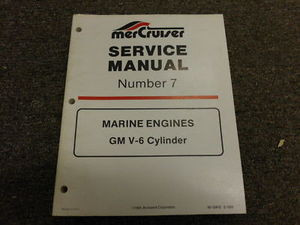 merCruiser
SERVICE
MANUAL
Number 7
MARINE ENGINES
GM V-6 Cylinder